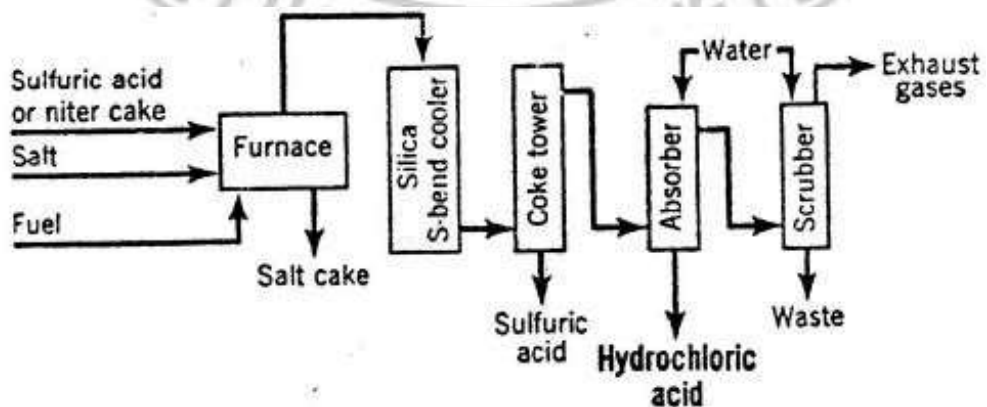 Sulfuric acid
or niter cake
Salt
Fuel
Furnace
Salt cake
Silica
S-bend cooler
Coke tower
Sulfuric
acid
Water
Absorber
Hydrochloric
acid
Scrubber
Exhaust
gases
Waste